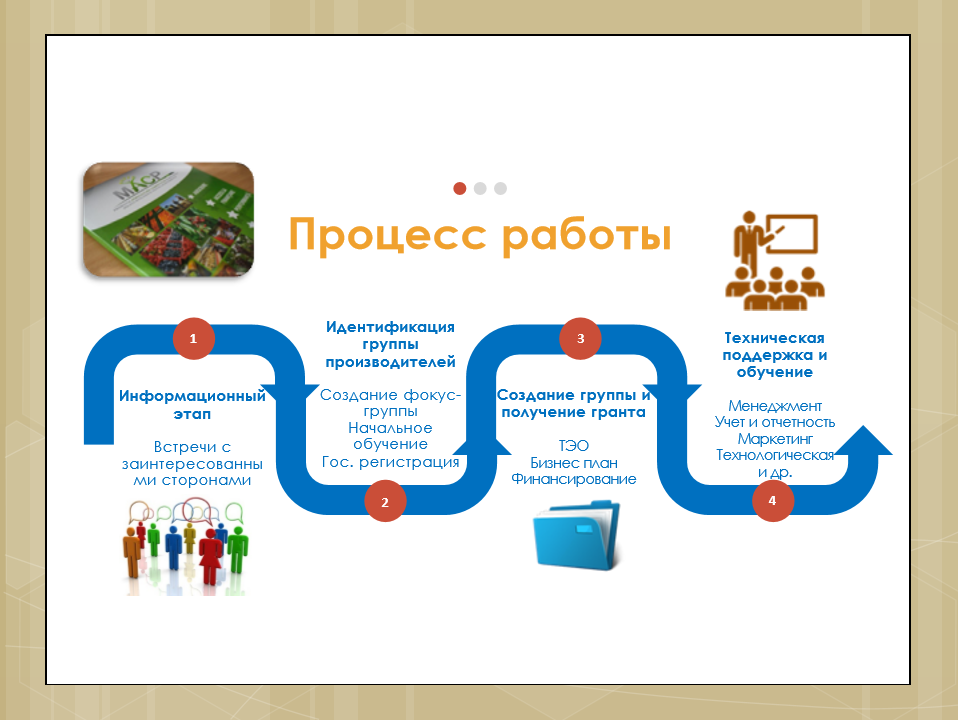 МАСР
Процесс работы
1
Информационный
этап
Встречи с
заинтересованны
ми сторонами
Идентификация
группы
производителей
Создание фокус-
группы
Начальное
обучение
Гос. регистрация
2
3
Создание группы и
получение гранта
ТЭО
Бизнес план
Финансирование
Техническая
поддержка и
обучение
Менеджмент
Учет и отчетность
Маркетинг
Технологическая
и др.
4